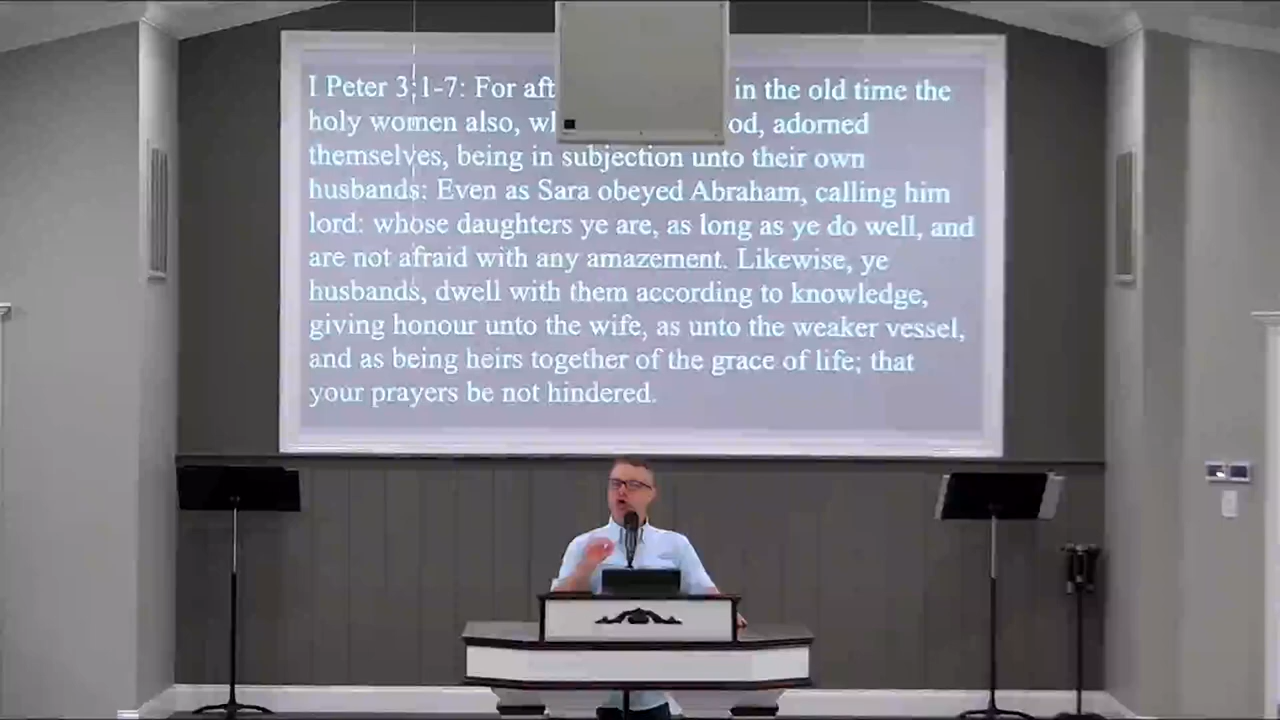 I Peter 3:1-7: For aft in the old time the
holy women also, wh od, adorned
themselves, being in subjection unto their own
husbands: Even as Sara obeyed Abraham, calling him
lord: whose daughters ye are, as long as ye do well, and
are not afraid with any amazement. Likewise, ye
husbands, dwell with them according to knowledge,
giving honour unto the wife, as unto the weaker vessel,
and as being heirs together of the grace of life; that
your prayers be not hindered.